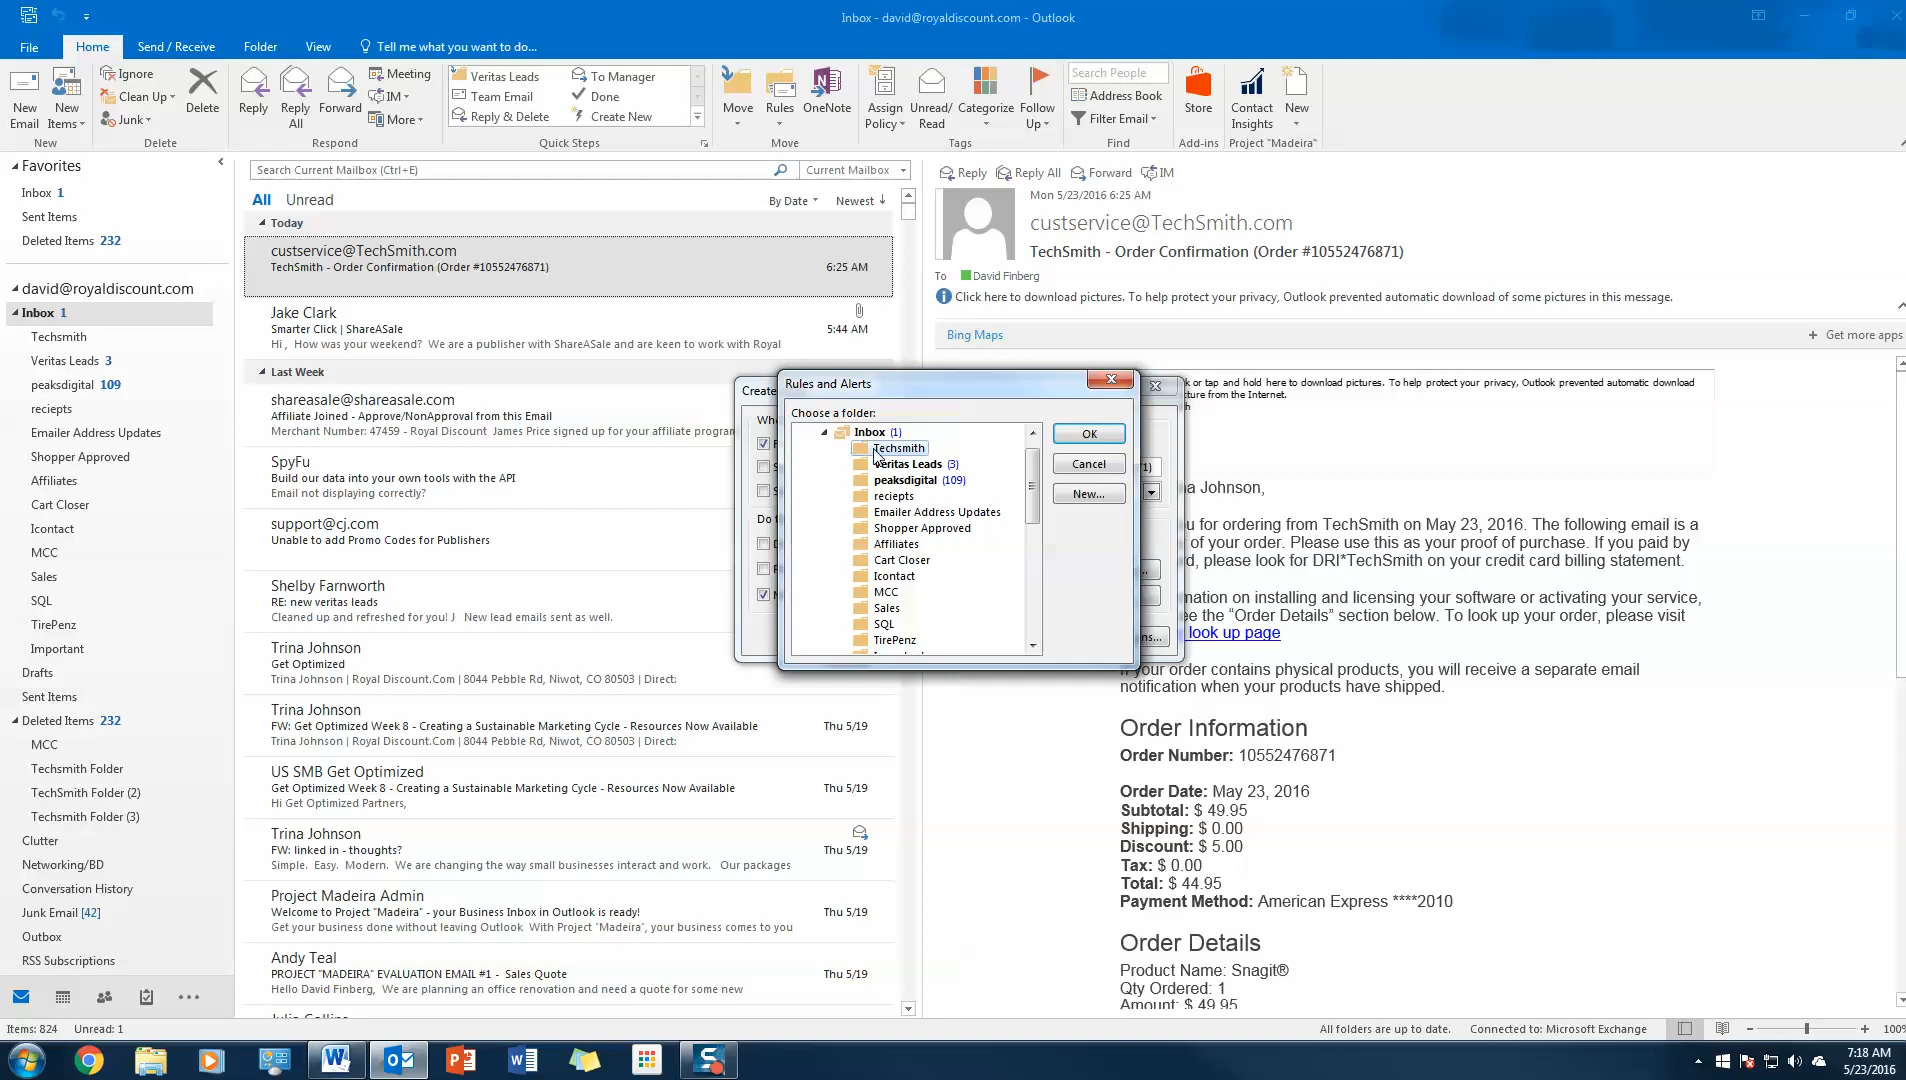 Inbox - david@royaldiscount.com - Outlook
File Home Send / Receive Folder View Tell me what you want to do...
New Email
New Items
Ignore
Clean Up
Junk
Delete
Reply
Reply All
Forward
Meeting
IM
More
Veritas Leads
Team Email
Reply & Delete
To Manager
Done
Create New
Move
Rules
OneNote
Assign Policy
Unread/ Read
Categorize
Follow Up
Search People
Address Book
Filter Email
Store
Contact Insights
New
New Delete Respond Quick Steps Move Tags Find Add-ins Project "Madeira"
Favorites
Inbox 1
Sent Items
Deleted Items 232
david@royaldiscount.com
Inbox 1
Techsmith
Veritas Leads 3
peaksdigital 109
reciepts
Emailer Address Updates
Shopper Approved
Affiliates
Cart Closer
Icontact
MCC
Sales
SQL
TirePenz
Important
Drafts
Sent Items
Deleted Items 232
MCC
Techsmith Folder
TechSmith Folder (2)
Techsmith Folder (3)
Clutter
Networking/BD
Conversation History
Junk Email [42]
Outbox
RSS Subscriptions
Search Current Mailbox (Ctrl+E) Current Mailbox
All Unread By Date Newest
Today
custservice@TechSmith.com
TechSmith - Order Confirmation (Order #10552476871) 6:25 AM
Jake Clark
Smarter Click | ShareASale 5:44 AM
Hi , How was your weekend? We are a publisher with ShareASale and are keen to work with Royal
Last Week
shareasale@shareasale.com
Affiliate Joined - Approve/NonApproval from this Email
Merchant Number: 47459 - Royal Discount James Price signed up for your affiliate program
SpyFu
Build our data into your own tools with the API
Email not displaying correctly?
support@cj.com
Unable to add Promo Codes for Publishers
Shelby Farnworth
RE: new veritas leads
Cleaned up and refreshed for you! J New lead emails sent as well.
Trina Johnson
Get Optimized
Trina Johnson | Royal Discount.Com | 8044 Pebble Rd, Niwot, CO 80503 | Direct:
Trina Johnson
FW: Get Optimized Week 8 - Creating a Sustainable Marketing Cycle - Resources Now Available Thu 5/19
Trina Johnson | Royal Discount.Com | 8044 Pebble Rd, Niwot, CO 80503 | Direct:
US SMB Get Optimized
Get Optimized Week 8 - Creating a Sustainable Marketing Cycle - Resources Now Available Thu 5/19
Hi Get Optimized Partners,
Trina Johnson
FW: linked in - thoughts? Thu 5/19
Simple. Easy. Modern. We are changing the way small businesses interact and work. Our packages
Project Madeira Admin
Welcome to Project "Madeira" - your Business Inbox in Outlook is ready! Thu 5/19
Get your business done without leaving Outlook With Project "Madeira", your business comes to you
Andy Teal
PROJECT "MADEIRA" EVALUATION EMAIL #1 - Sales Quote Thu 5/19
Hello David Finberg, We are planning an office renovation and need a quote for some new
Create
Rules and Alerts
Choose a folder:
Inbox (1)
Techsmith
Veritas Leads (3)
peaksdigital (109)
reciepts
Emailer Address Updates
Shopper Approved
Affiliates
Cart Closer
Icontact
MCC
Sales
SQL
TirePenz
OK
Cancel
New...
Reply Reply All Forward IM
Mon 5/23/2016 6:25 AM
custservice@TechSmith.com
TechSmith - Order Confirmation (Order #10552476871)
To David Finberg
Click here to download pictures. To help protect your privacy, Outlook prevented automatic download of some pictures in this message.
Bing Maps + Get more apps
k or tap and hold here to download pictures. To help protect your privacy, Outlook prevented automatic download
cture from the Internet.
h
a Johnson,
u for ordering from TechSmith on May 23, 2016. The following email is a
y of your order. Please use this as your proof of purchase. If you paid by
rd, please look for DRI*TechSmith on your credit card billing statement.
mation on installing and licensing your software or activating your service,
ee the “Order Details” section below. To look up your order, please visit
look up page
If your order contains physical products, you will receive a separate email
notification when your products have shipped.
Order Information
Order Number: 10552476871
Order Date: May 23, 2016
Subtotal: $ 49.95
Shipping: $ 0.00
Discount: $ 5.00
Tax: $ 0.00
Total: $ 44.95
Payment Method: American Express ****2010
Order Details
Product Name: Snagit®
Qty Ordered: 1
Amount: $ 49.95
Items: 824 Unread: 1 All folders are up to date. Connected to: Microsoft Exchange 100%
7:18 AM
5/23/2016